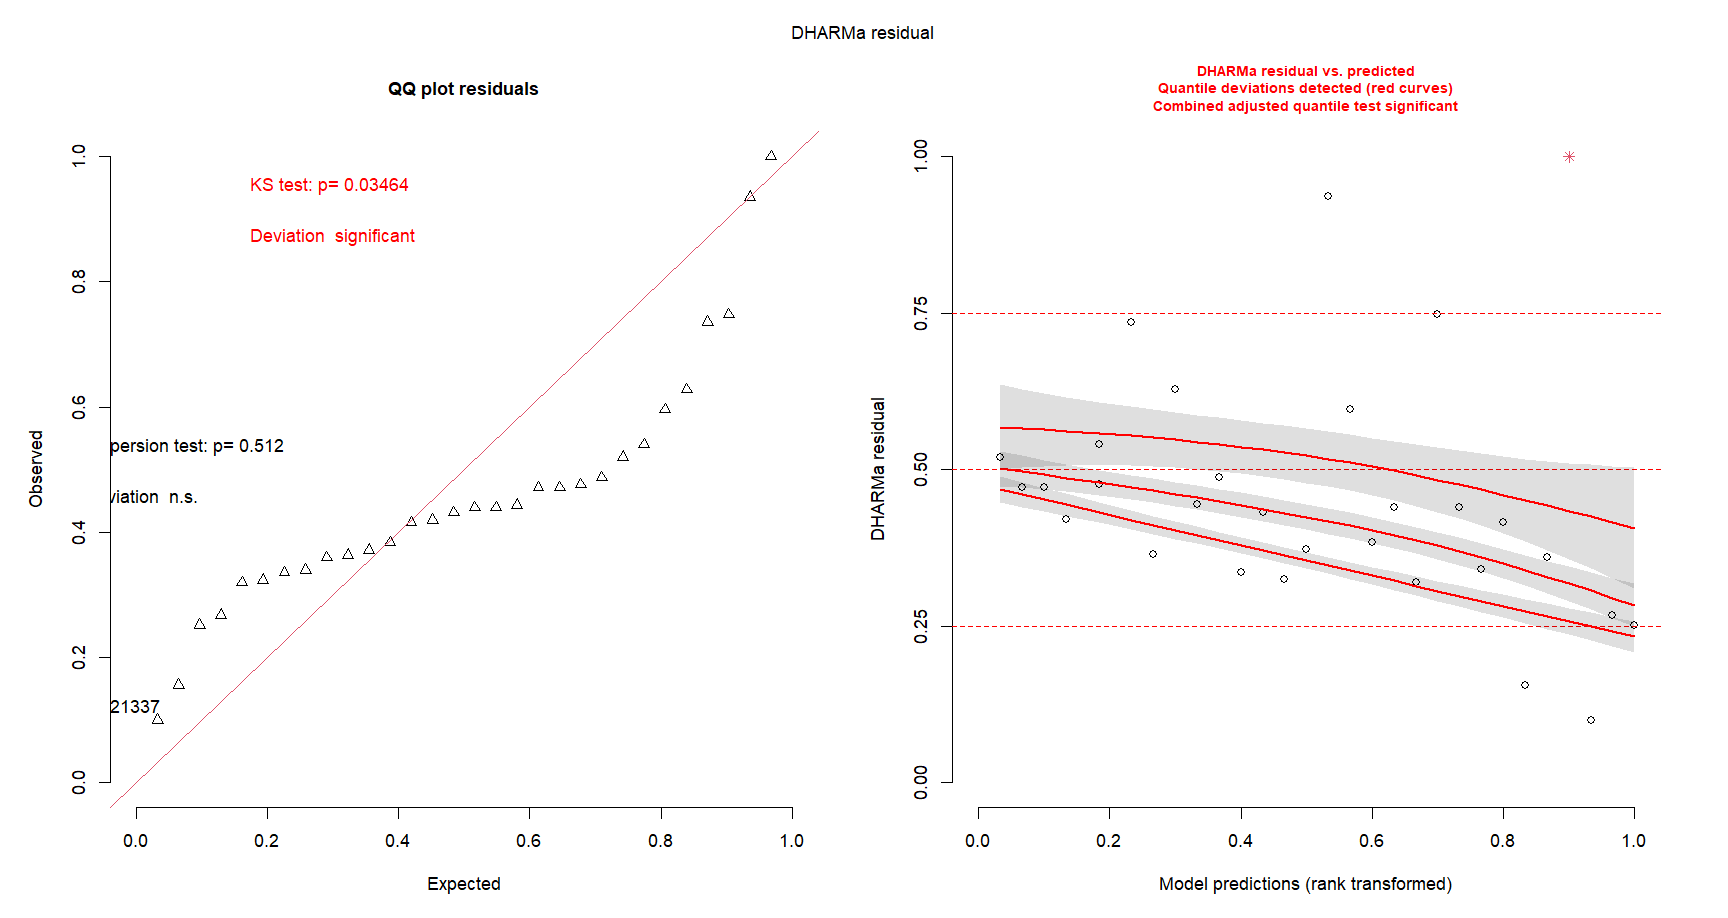 DHARMa residual
QQ plot residuals
KS test: p= 0.03464
Deviation significant
persion test: p= 0.512
viation n.s.
21337
Observed
0.0 0.2 0.4 0.6 0.8 1.0
0.0 0.2 0.4 0.6 0.8 1.0
Expected
DHARMa residual vs. predicted
Quantile deviations detected (red curves)
Combined adjusted quantile test significant
DHARMa residual
0.00 0.25 0.50 0.75 1.00
0.0 0.2 0.4 0.6 0.8 1.0
Model predictions (rank transformed)